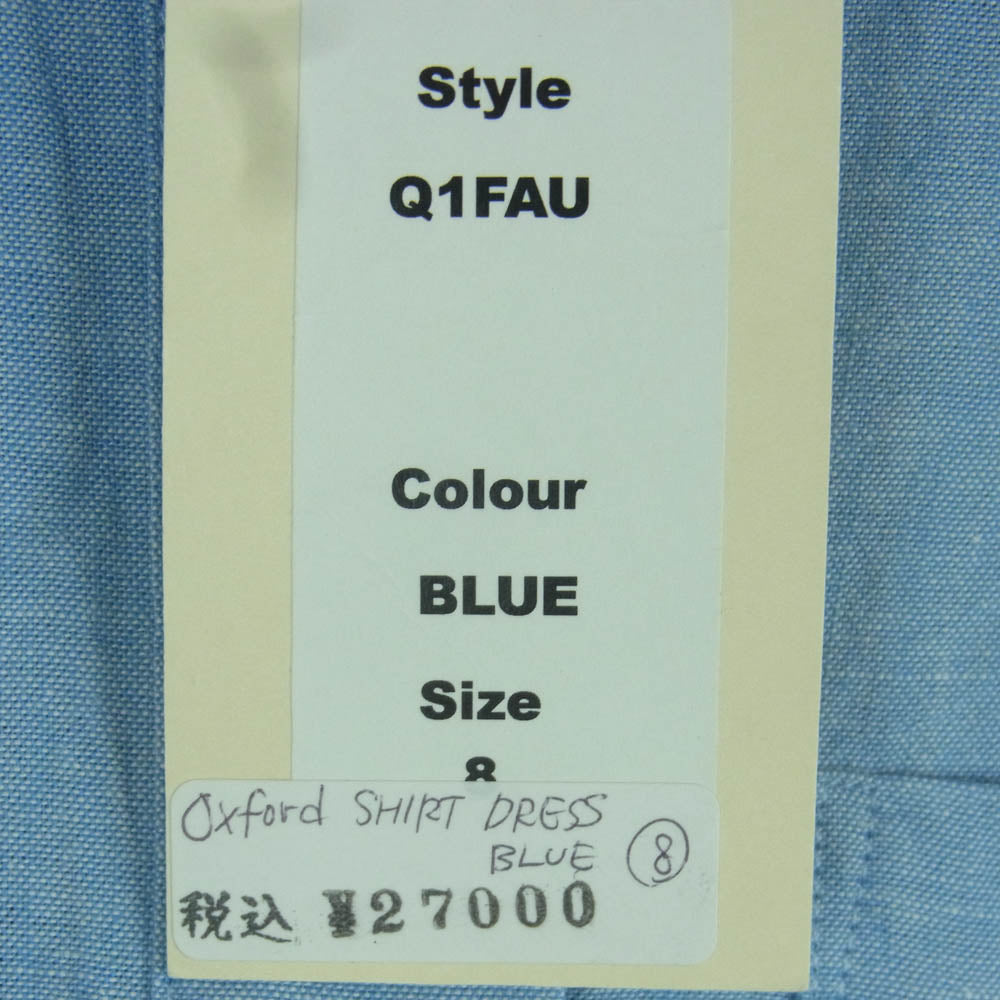 Style
Q1FAU
Colour
BLUE
Size
8
Oxford SHIRT DRESS
BLUE ⑧
税込 ¥27000